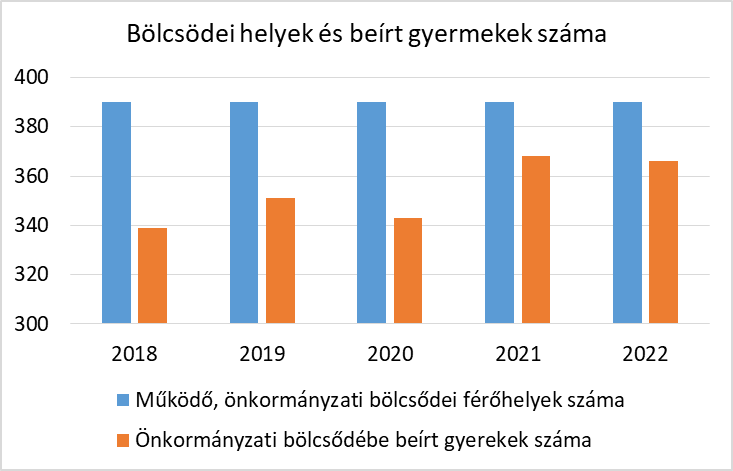 Bölcsödei helyek és beírt gyermekek száma
400
380
360
340
320
300
2018 2019 2020 2021 2022
Működő, önkormányzati bölcsődei férőhelyek száma
Önkormányzati bölcsődébe beírt gyerekek száma